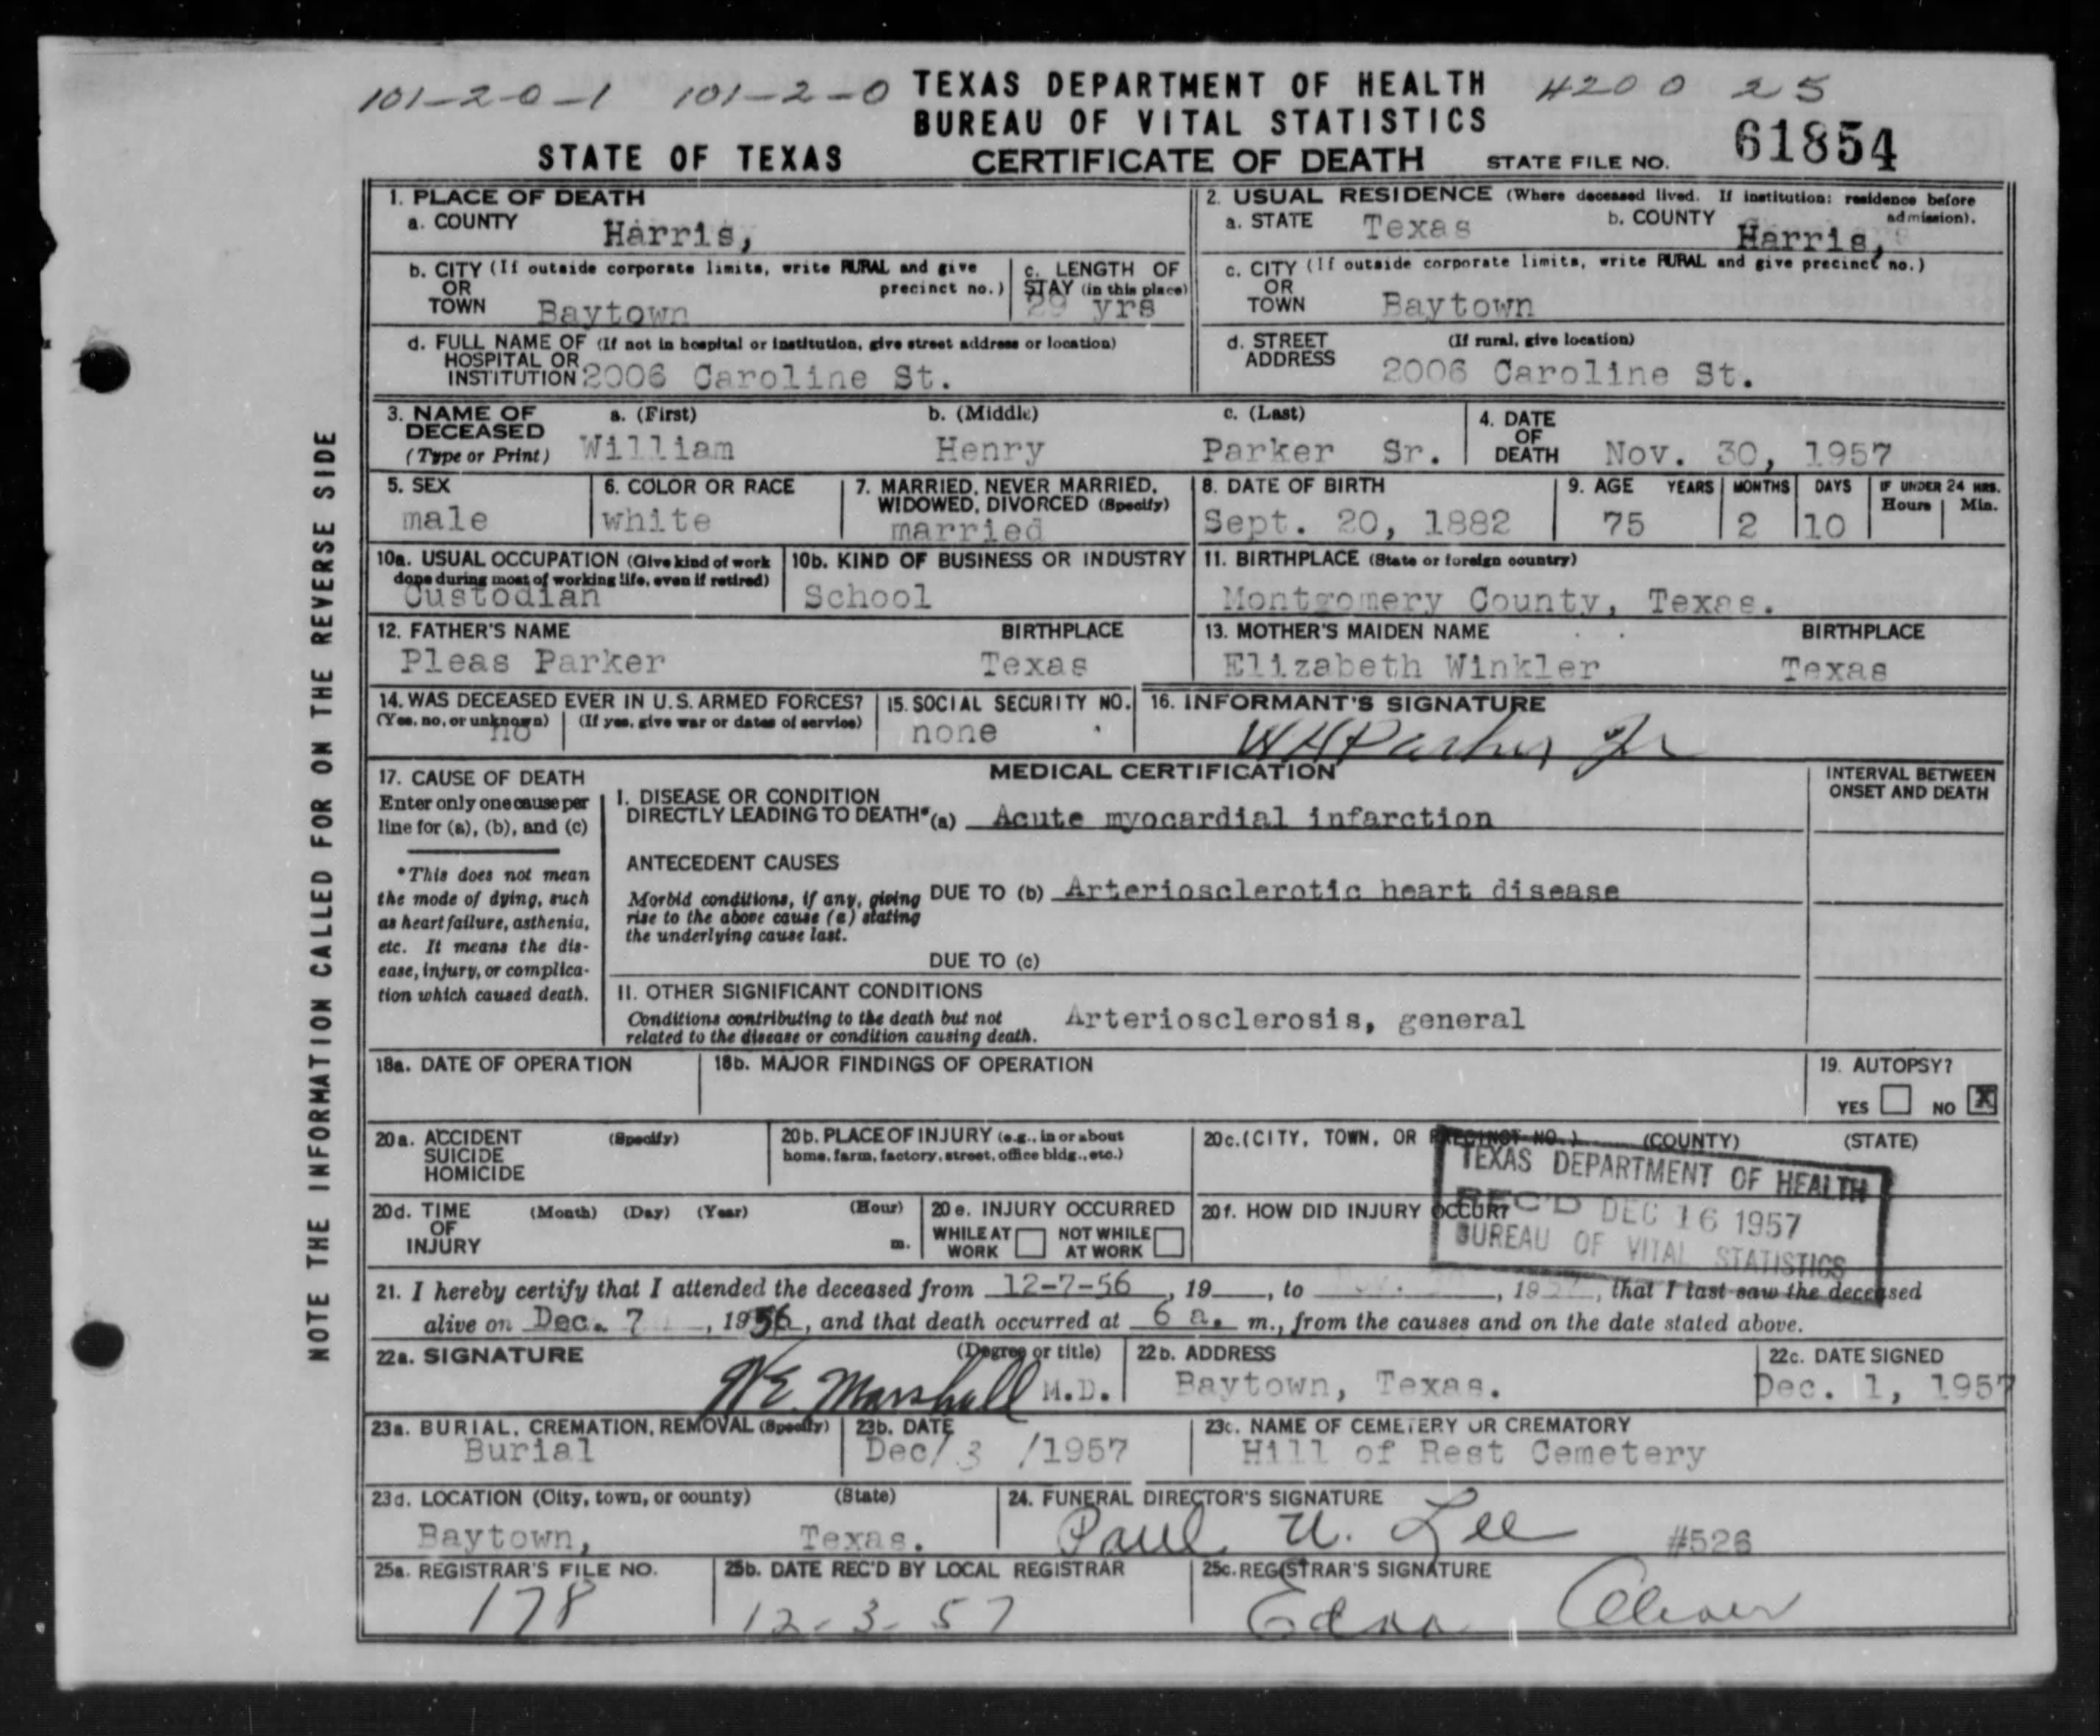 101-2-0-1 101-2-0 TEXAS DEPARTMENT OF HEALTH 4200 25
BUREAU OF VITAL STATISTICS
STATE OF TEXAS CERTIFICATE OF DEATH STATE FILE NO. 61854
NOTE THE INFORMATION CALLED FOR ON THE REVERSE SIDE
1. PLACE OF DEATH
a. COUNTY Harris,
2. USUAL RESIDENCE (Where deceased lived. If institution: residence before admission).
a. STATE Texas b. COUNTY Harris,
b. CITY (If outside corporate limits, write RURAL and give precinct no.)
OR
TOWN Baytown
c. LENGTH OF
STAY (in this place)
29 yrs
c. CITY (If outside corporate limits, write RURAL and give precinct no.)
OR
TOWN Baytown
d. FULL NAME OF (If not in hospital or institution, give street address or location)
HOSPITAL OR
INSTITUTION 2006 Caroline St.
d. STREET (If rural, give location)
ADDRESS 2006 Caroline St.
3. NAME OF DECEASED (Type or Print)
a. (First) b. (Middle) c. (Last)
William Henry Parker Sr.
4. DATE OF DEATH Nov. 30, 1957
5. SEX
male
6. COLOR OR RACE
white
7. MARRIED, NEVER MARRIED,
WIDOWED, DIVORCED (Specify)
married
8. DATE OF BIRTH
Sept. 20, 1882
9. AGE YEARS MONTHS DAYS IF UNDER 24 HRS.
Hours Min.
75 2 10
10a. USUAL OCCUPATION (Give kind of work
done during most of working life, even if retired)
Custodian
10b. KIND OF BUSINESS OR INDUSTRY
School
11. BIRTHPLACE (State or foreign country)
Montgomery County, Texas.
12. FATHER'S NAME BIRTHPLACE
Pleas Parker Texas
13. MOTHER'S MAIDEN NAME BIRTHPLACE
Elizabeth Winkler Texas
14. WAS DECEASED EVER IN U.S. ARMED FORCES?
(Yes, no, or unknown) (If yes, give war or dates of service)
no
15. SOCIAL SECURITY NO.
none
16. INFORMANT'S SIGNATURE
W H Parker Jr
17. CAUSE OF DEATH
Enter only one cause per
line for (a), (b), and (c)
*This does not mean
the mode of dying, such
as heart failure, asthenia,
etc. It means the dis-
ease, injury, or complica-
tion which caused death.
MEDICAL CERTIFICATION
INTERVAL BETWEEN
ONSET AND DEATH
I. DISEASE OR CONDITION
DIRECTLY LEADING TO DEATH* (a) Acute myocardial infarction
ANTECEDENT CAUSES
Morbid conditions, if any, giving
rise to the above cause (a) stating
the underlying cause last.
DUE TO (b) Arteriosclerotic heart disease
DUE TO (c)
II. OTHER SIGNIFICANT CONDITIONS
Conditions contributing to the death but not
related to the disease or condition causing death.
Arteriosclerosis, general
18a. DATE OF OPERATION
18b. MAJOR FINDINGS OF OPERATION
19. AUTOPSY?
YES NO X
20a. ACCIDENT (Specify)
SUICIDE
HOMICIDE
20b. PLACE OF INJURY (e.g., in or about
home, farm, factory, street, office bldg., etc.)
20c. (CITY, TOWN, OR PRECINCT NO.) (COUNTY) (STATE)
TEXAS DEPARTMENT OF HEALTH
REC'D DEC 16 1957
BUREAU OF VITAL STATISTICS
20d. TIME (Month) (Day) (Year) (Hour)
OF
INJURY m.
20e. INJURY OCCURRED
WHILE AT WORK NOT WHILE AT WORK
20f. HOW DID INJURY OCCUR?
21. I hereby certify that I attended the deceased from 12-7-56, 19 , to , 1957, that I last saw the deceased
alive on Dec. 7, 1956, and that death occurred at 6 a. m., from the causes and on the date stated above.
22a. SIGNATURE (Degree or title)
W E. Marshall M.D.
22b. ADDRESS
Baytown, Texas.
22c. DATE SIGNED
Dec. 1, 1957
23a. BURIAL, CREMATION, REMOVAL (Specify)
Burial
23b. DATE
Dec/ 3 /1957
23c. NAME OF CEMETERY OR CREMATORY
Hill of Rest Cemetery
23d. LOCATION (City, town, or county) (State)
Baytown, Texas.
24. FUNERAL DIRECTOR'S SIGNATURE
Paul U. Lee #526
25a. REGISTRAR'S FILE NO.
178
25b. DATE REC'D BY LOCAL REGISTRAR
12-3-57
25c. REGISTRAR'S SIGNATURE
Edna Oliver